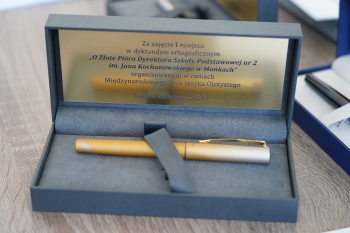 Za zajęcie I miejsca
w dyktandzie ortograficznym
„O Złote Pióro Dyrektora Szkoły Podstawowej nr 2
im. Jana Kochanowskiego w Mońkach"
organizowanym w ramach
Międzynarodowego Dnia Języka Ojczystego